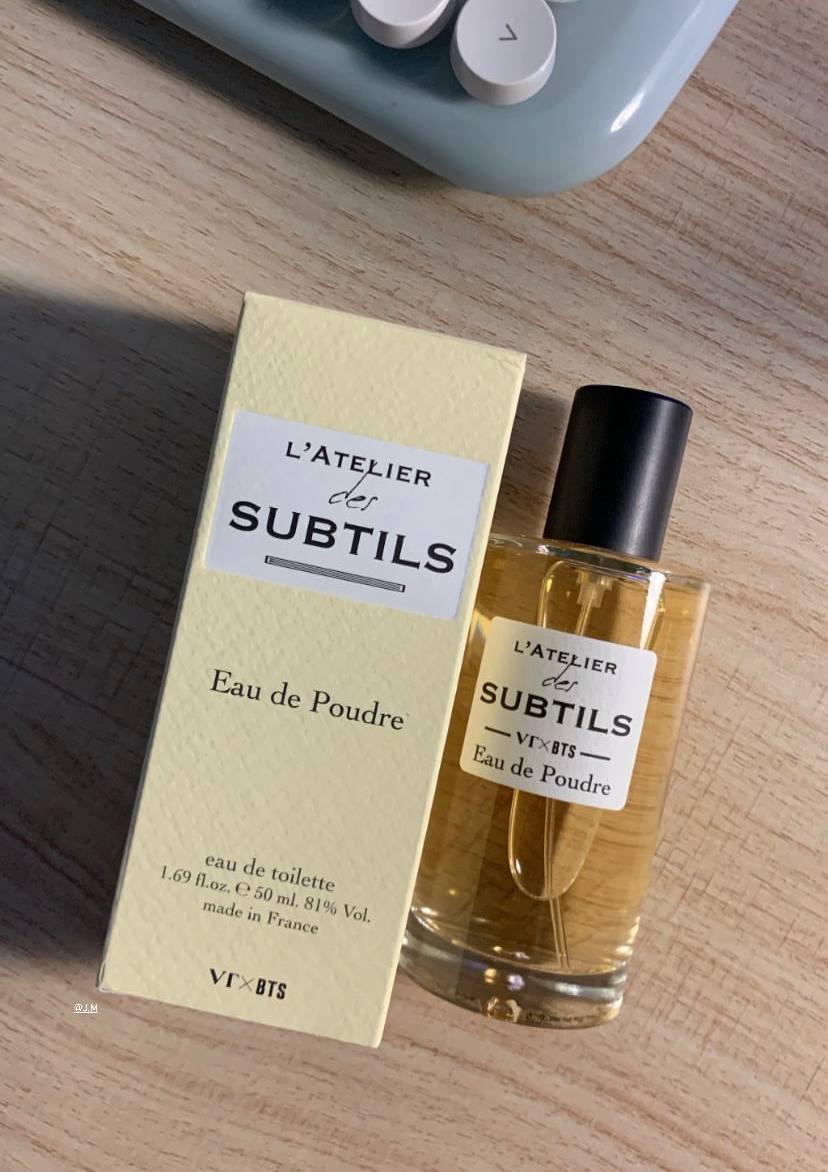 L'ATELIER
des
SUBTILS
Eau de Poudre
eau de toilette
1.69 fl.oz. ℮ 50 ml. 81% Vol.
made in France
VT×BTS
L'ATELIER
des
SUBTILS
VT×BTS
Eau de Poudre
@J.M